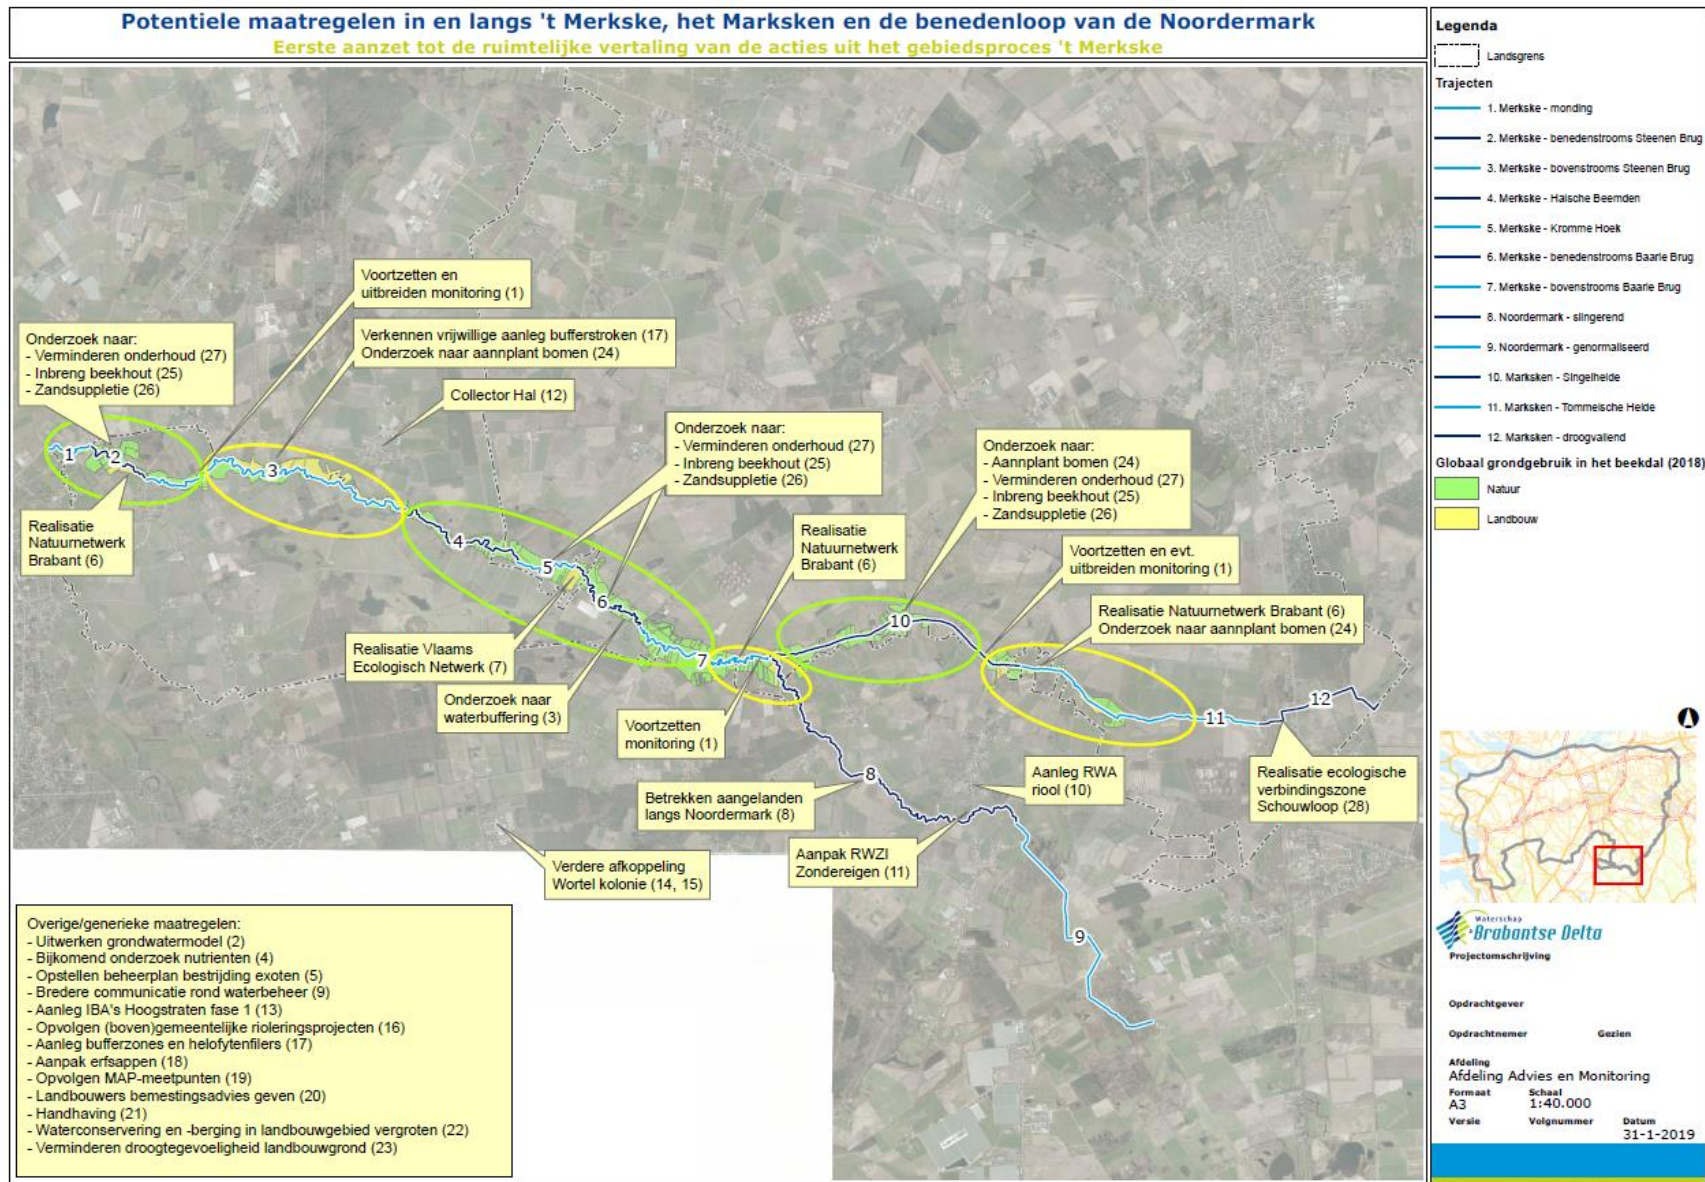 Potentiele maatregelen in en langs 't Merkske, het Marksken en de benedenloop van de Noordermark
Eerste aanzet tot de ruimtelijke vertaling van de acties uit het gebiedsproces 't Merkske
Voortzetten en
uitbreiden monitoring (1)
Onderzoek naar:
- Verminderen onderhoud (27)
- Inbreng beekhout (25)
- Zandsuppletie (26)
Verkennen vrijwillige aanleg bufferstroken (17)
Onderzoek naar aannplant bomen (24)
Collector Hal (12)
Onderzoek naar:
- Verminderen onderhoud (27)
- Inbreng beekhout (25)
- Zandsuppletie (26)
Onderzoek naar:
- Aannplant bomen (24)
- Verminderen onderhoud (27)
- Inbreng beekhout (25)
- Zandsuppletie (26)
1
2
3
4
5
6
7
8
9
10
11
12
Realisatie
Natuurnetwerk
Brabant (6)
Realisatie
Natuurnetwerk
Brabant (6)
Voortzetten en evt.
uitbreiden monitoring (1)
Realisatie Natuurnetwerk Brabant (6)
Onderzoek naar aannplant bomen (24)
Realisatie Vlaams
Ecologisch Netwerk (7)
Onderzoek naar
waterbuffering (3)
Voortzetten
monitoring (1)
Betrekken aangelanden
langs Noordermark (8)
Aanleg RWA
riool (10)
Realisatie ecologische
verbindingszone
Schouwloop (28)
Aanpak RWZI
Zondereigen (11)
Verdere afkoppeling
Wortel kolonie (14, 15)
Overige/generieke maatregelen:
- Uitwerken grondwatermodel (2)
- Bijkomend onderzoek nutrienten (4)
- Opstellen beheerplan bestrijding exoten (5)
- Bredere communicatie rond waterbeheer (9)
- Aanleg IBA's Hoogstraten fase 1 (13)
- Opvolgen (boven)gemeentelijke rioleringsprojecten (16)
- Aanleg bufferzones en helofytenfilers (17)
- Aanpak erfsappen (18)
- Opvolgen MAP-meetpunten (19)
- Landbouwers bemestingsadvies geven (20)
- Handhaving (21)
- Waterconservering en -berging in landbouwgebied vergroten (22)
- Verminderen droogtegevoeligheid landbouwgrond (23)
Legenda
Landsgrens
Trajecten
1. Merkske - monding
2. Merkske - benedenstrooms Steenen Brug
3. Merkske - bovenstrooms Steenen Brug
4. Merkske - Halsche Beemden
5. Merkske - Kromme Hoek
6. Merkske - benedenstrooms Baarle Brug
7. Merkske - bovenstrooms Baarle Brug
8. Noordermark - slingerend
9. Noordermark - genormaliseerd
10. Marksken - Singelheide
11. Marksken - Tommelsche Heide
12. Marksken - droogvallend
Globaal grondgebruik in het beekdal (2018)
Natuur
Landbouw
Waterschap
Brabantse Delta
Projectomschrijving
Opdrachtgever
Opdrachtnemer Gezien
Afdeling
Afdeling Advies en Monitoring
Formaat Schaal
A3 1:40.000
Versie Volgnummer Datum
31-1-2019